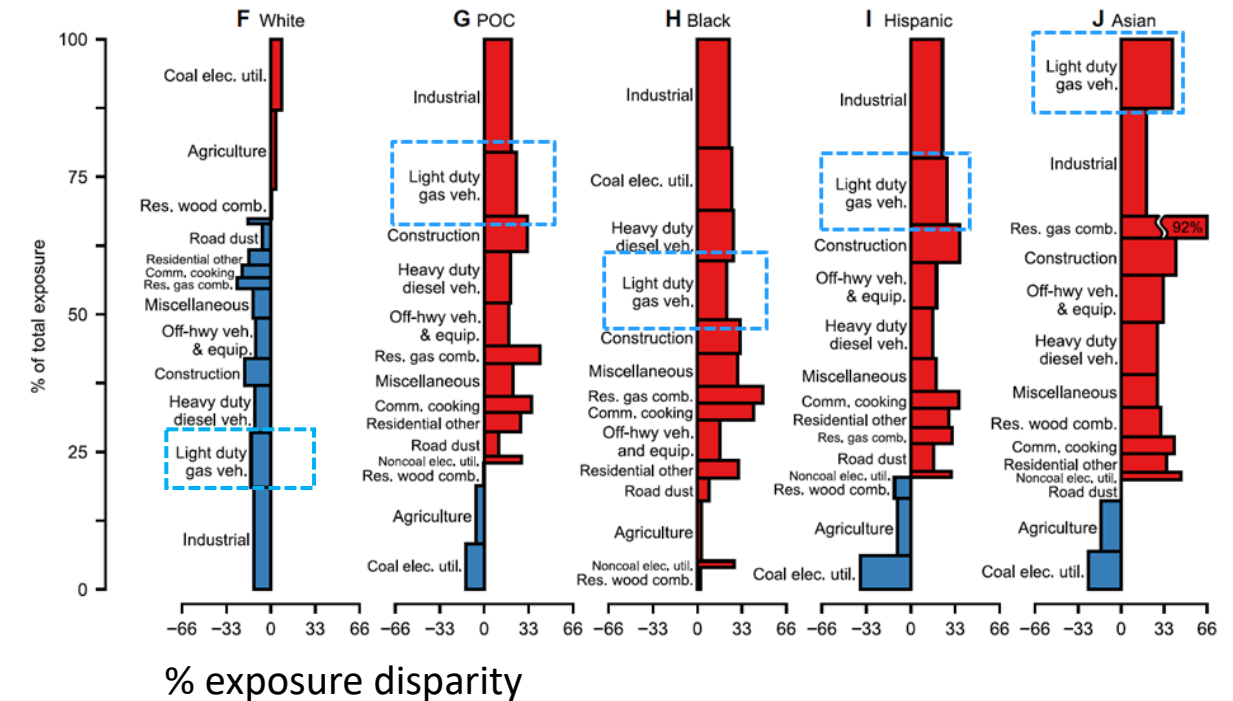 F White
G POC
H Black
I Hispanic
J Asian
% of total exposure
100
75
50
25
0
Coal elec. util.
Agriculture
Res. wood comb.
Road dust
Residential other
Comm. cooking
Res. gas comb.
Miscellaneous
Off-hwy veh.
& equip.
Construction
Heavy duty
diesel veh.
Light duty
gas veh.
Industrial
−66 −33 0 33 66
Industrial
Light duty
gas veh.
Construction
Heavy duty
diesel veh.
Off-hwy veh.
& equip.
Res. gas comb.
Miscellaneous
Comm. cooking
Residential other
Road dust
Noncoal elec. util.
Res. wood comb.
Agriculture
Coal elec. util.
−66 −33 0 33 66
Industrial
Coal elec. util.
Heavy duty
diesel veh.
Light duty
gas veh.
Construction
Miscellaneous
Res. gas comb.
Comm. cooking
Off-hwy veh.
and equip.
Residential other
Road dust
Agriculture
Noncoal elec. util.
Res. wood comb.
−66 −33 0 33 66
Industrial
Light duty
gas veh.
Construction
Off-hwy veh.
& equip.
Heavy duty
diesel veh.
Miscellaneous
Comm. cooking
Residential other
Res. gas comb.
Road dust
Noncoal elec. util.
Res. wood comb.
Agriculture
Coal elec. util.
−66 −33 0 33 66
Light duty
gas veh.
Industrial
Res. gas comb.
92%
Construction
Off-hwy veh.
& equip.
Heavy duty
diesel veh.
Miscellaneous
Res. wood comb.
Comm. cooking
Residential other
Noncoal elec. util.
Road dust
Agriculture
Coal elec. util.
−66 −33 0 33 66
% exposure disparity